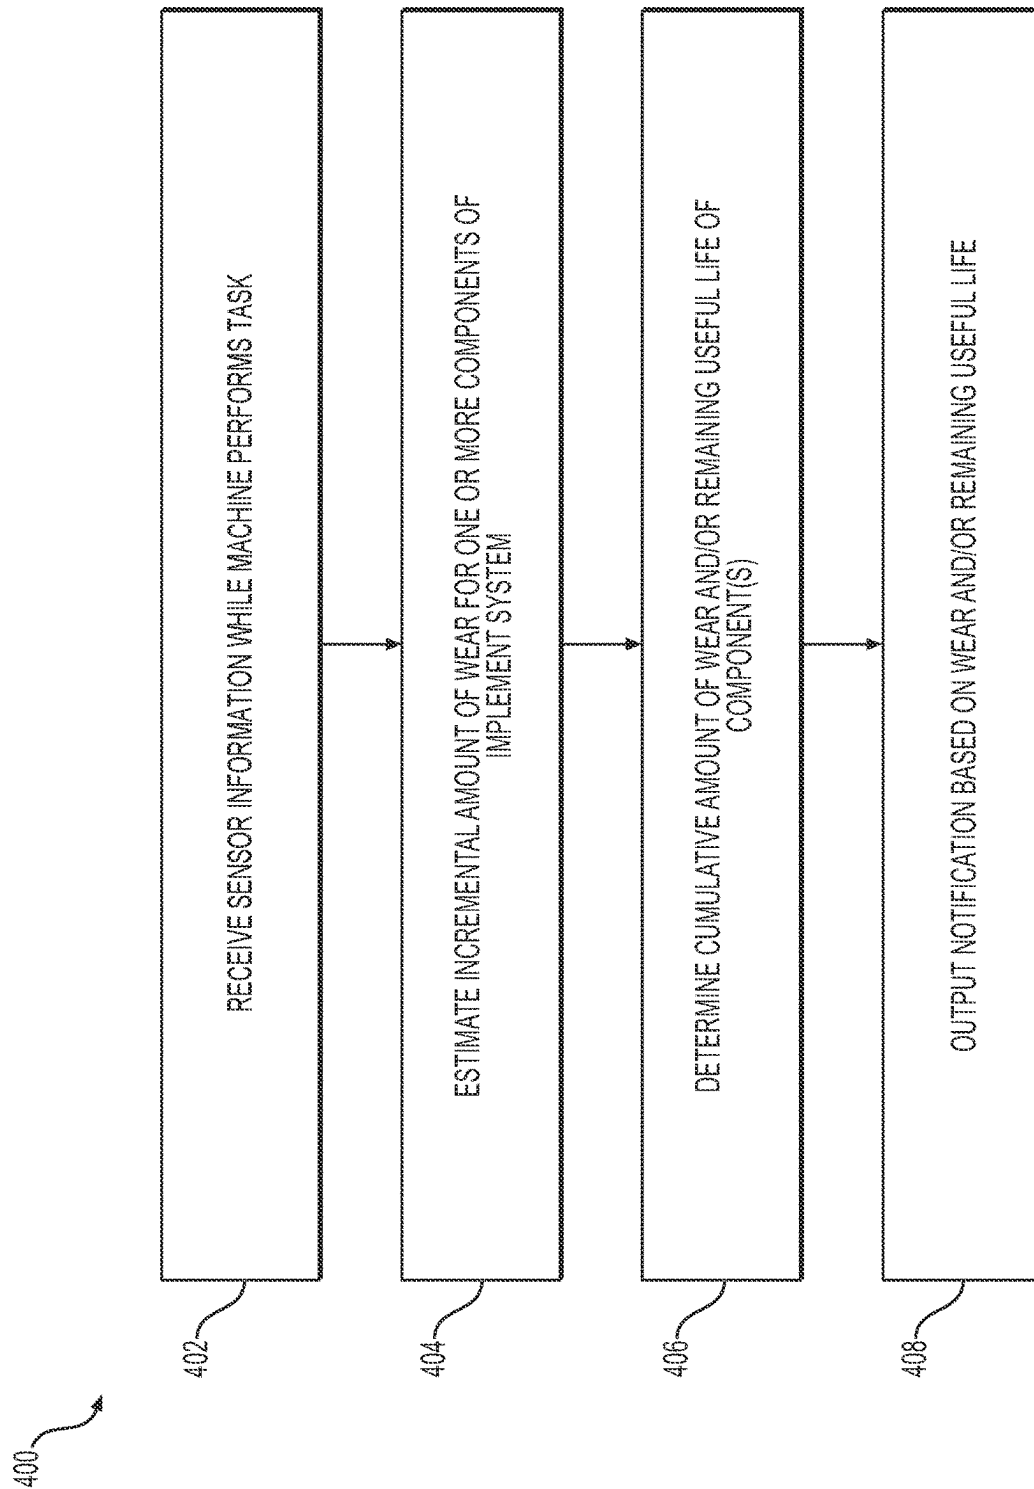 400
402
RECEIVE SENSOR INFORMATION WHILE MACHINE PERFORMS TASK
404
ESTIMATE INCREMENTAL AMOUNT OF WEAR FOR ONE OR MORE COMPONENTS OF
IMPLEMENT SYSTEM
406
DETERMINE CUMULATIVE AMOUNT OF WEAR AND/OR REMAINING USEFUL LIFE OF
COMPONENT(S)
408
OUTPUT NOTIFICATION BASED ON WEAR AND/OR REMAINING USEFUL LIFE